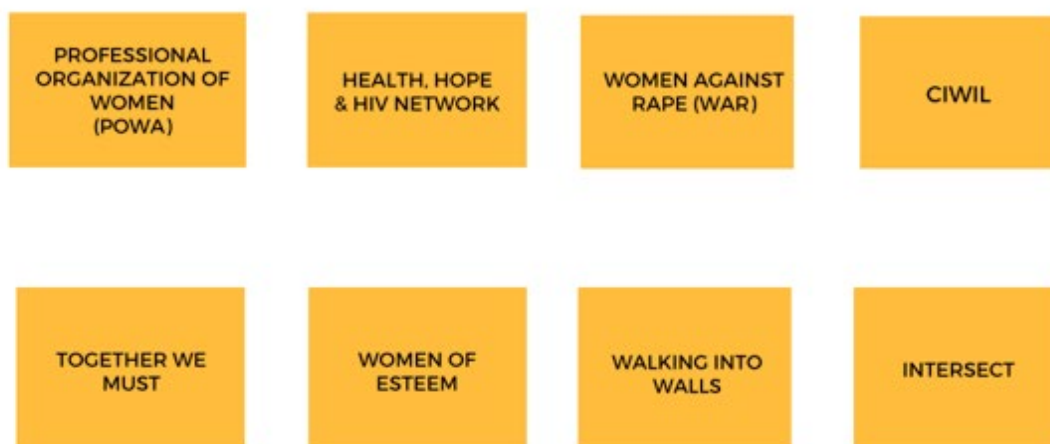 PROFESSIONAL
ORGANIZATION OF
WOMEN
(POWA)
HEALTH, HOPE
& HIV NETWORK
WOMEN AGAINST
RAPE (WAR)
CIWIL
TOGETHER WE
MUST
WOMEN OF
ESTEEM
WALKING INTO
WALLS
INTERSECT